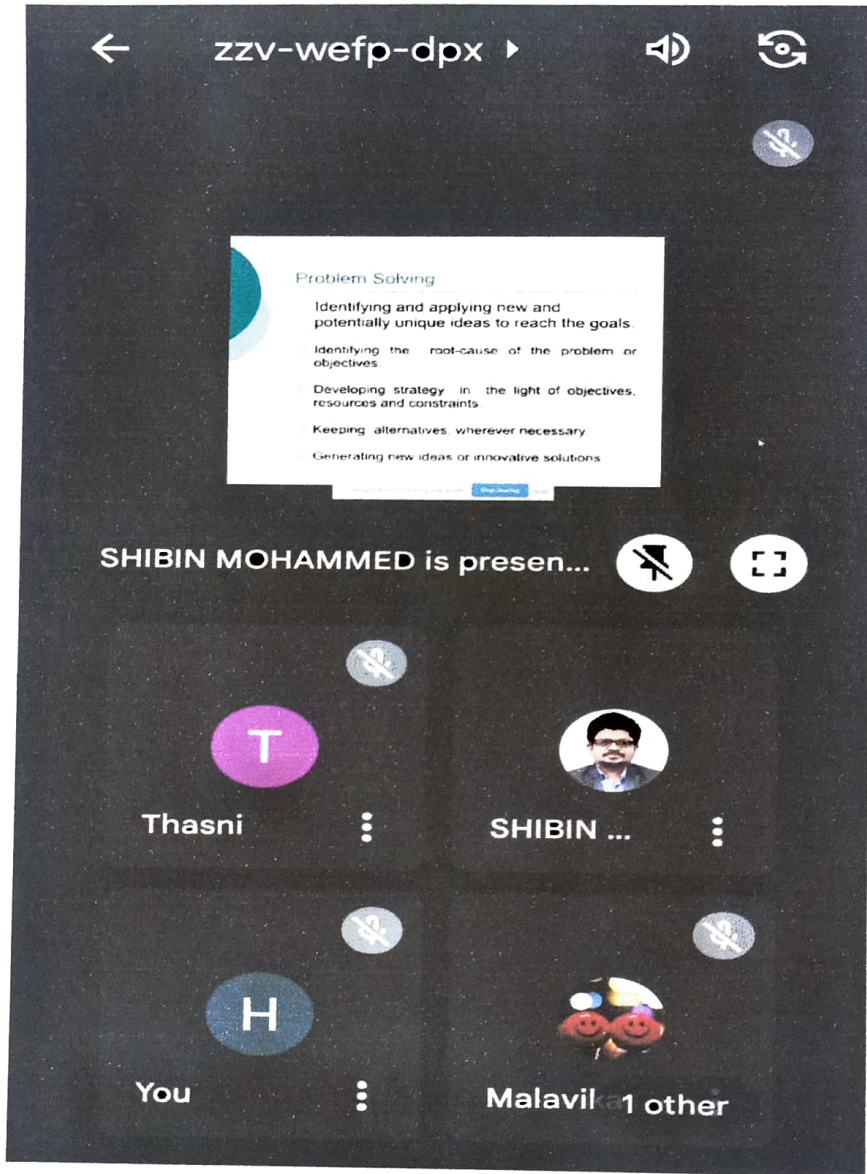 zzv-wefp-dpx
Problem Solving
Identifying and applying new and
potentially unique ideas to reach the goals.
Identifying the root-cause of the problem or
objectives.
Developing strategy in the light of objectives,
resources and constraints.
Keeping alternatives, wherever necessary.
Generating new ideas or innovative solutions
Stop sharing
SHIBIN MOHAMMED is presen...
T
Thasni
SHIBIN ...
H
You
Malavika 1 other